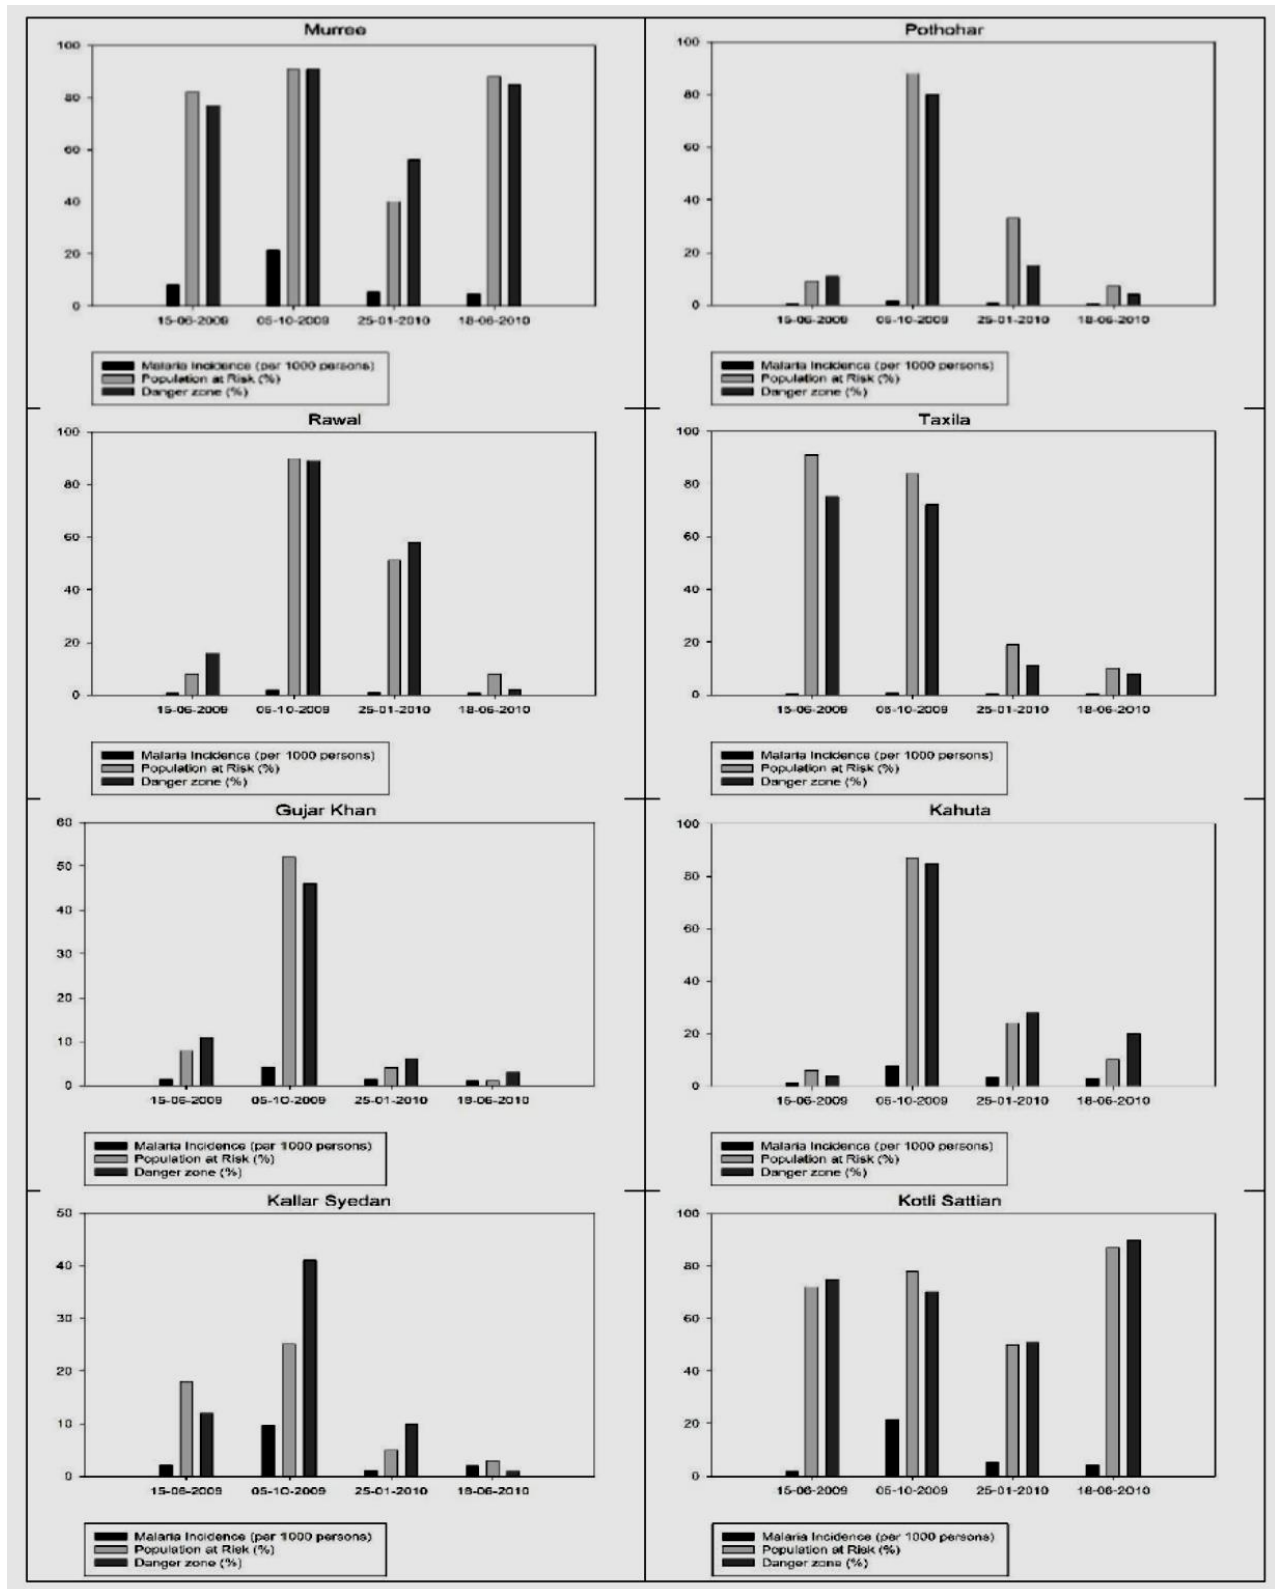 Murree
100
80
60
40
20
0
15-06-2009 05-10-2009 25-01-2010 18-06-2010
Malaria Incidence (per 1000 persons)
Population at Risk (%)
Danger zone (%)
Pothohar
100
80
60
40
20
0
15-06-2009 05-10-2009 25-01-2010 18-06-2010
Malaria Incidence (per 1000 persons)
Population at Risk (%)
Danger zone (%)
Rawal
100
80
60
40
20
0
15-06-2009 05-10-2009 25-01-2010 18-06-2010
Malaria Incidence (per 1000 persons)
Population at Risk (%)
Danger zone (%)
Taxila
100
80
60
40
20
0
15-06-2009 05-10-2009 25-01-2010 18-06-2010
Malaria Incidence (per 1000 persons)
Population at Risk (%)
Danger zone (%)
Gujar Khan
60
50
40
30
20
10
0
15-06-2009 05-10-2009 25-01-2010 18-06-2010
Malaria Incidence (per 1000 persons)
Population at Risk (%)
Danger zone (%)
Kahuta
100
80
60
40
20
0
15-06-2009 05-10-2009 25-01-2010 18-06-2010
Malaria Incidence (per 1000 persons)
Population at Risk (%)
Danger zone (%)
Kallar Syedan
50
40
30
20
10
0
15-06-2009 05-10-2009 25-01-2010 18-06-2010
Malaria Incidence (per 1000 persons)
Population at Risk (%)
Danger zone (%)
Kotli Sattian
100
80
60
40
20
0
15-06-2009 05-10-2009 25-01-2010 18-06-2010
Malaria Incidence (per 1000 persons)
Population at Risk (%)
Danger zone (%)